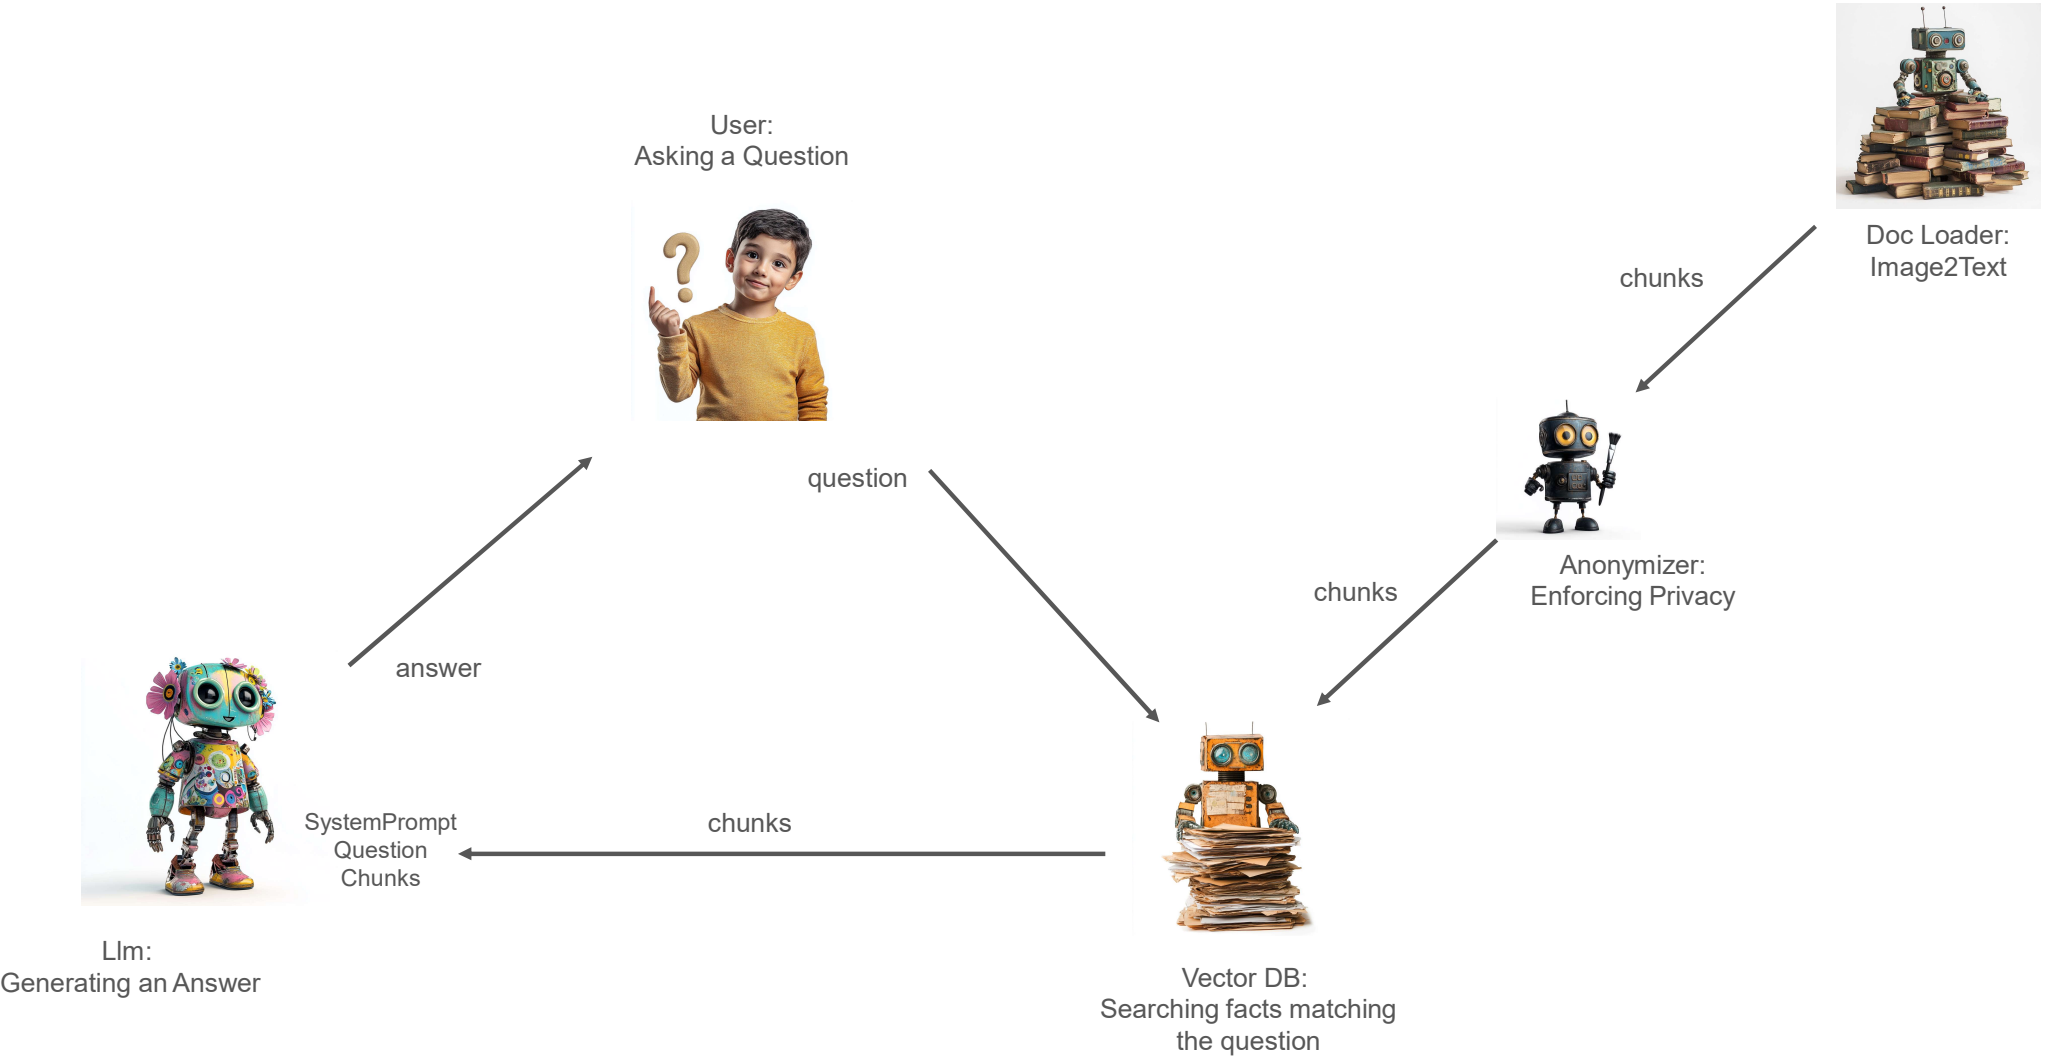 User:
Asking a Question
Doc Loader:
Image2Text
chunks
question
Anonymizer:
Enforcing Privacy
chunks
answer
SystemPrompt
Question
Chunks
chunks
Llm:
Generating an Answer
Vector DB:
Searching facts matching
the question